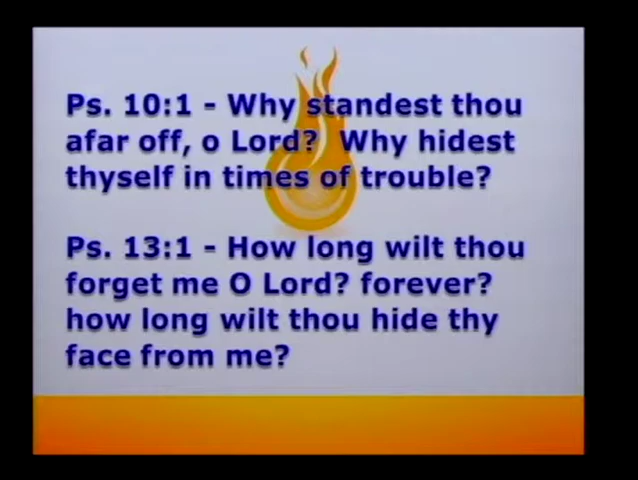 Ps. 10:1 - Why standest thou
afar off, o Lord? Why hidest
thyself in times of trouble?
Ps. 13:1 - How long wilt thou
forget me O Lord? forever?
how long wilt thou hide thy
face from me?